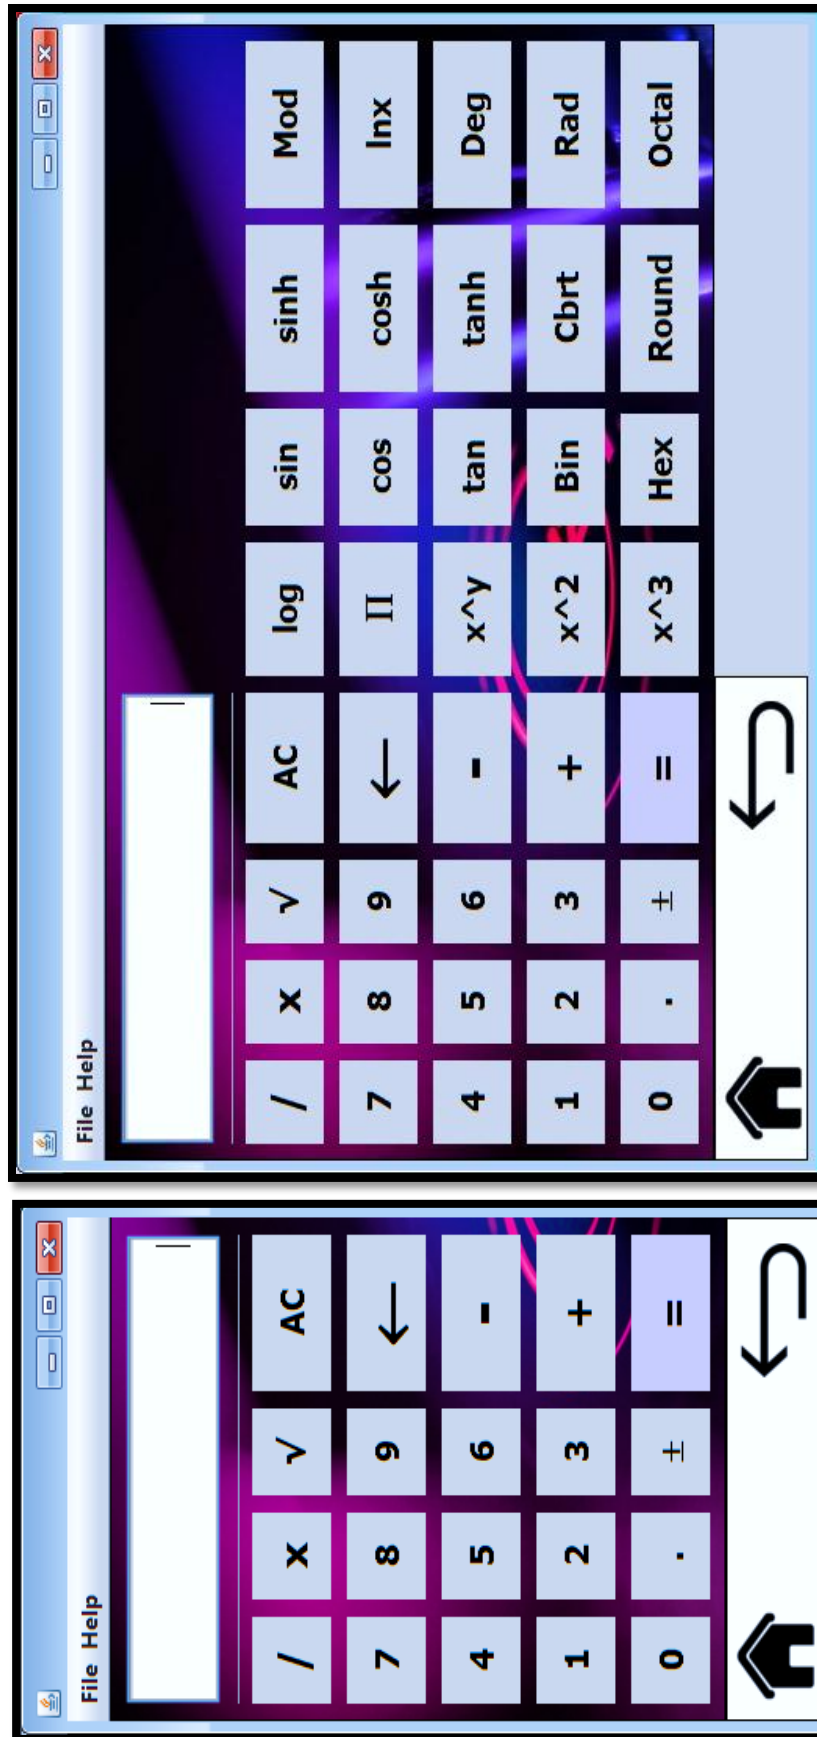 File Help
/ x √ AC
7 8 9 ←
4 5 6 -
1 2 3 +
0 . ± =
File Help
/ x √ AC log sin sinh Mod
7 8 9 ← Π cos cosh lnx
4 5 6 - x^y tan tanh Deg
1 2 3 + x^2 Bin Cbrt Rad
0 . ± = x^3 Hex Round Octal